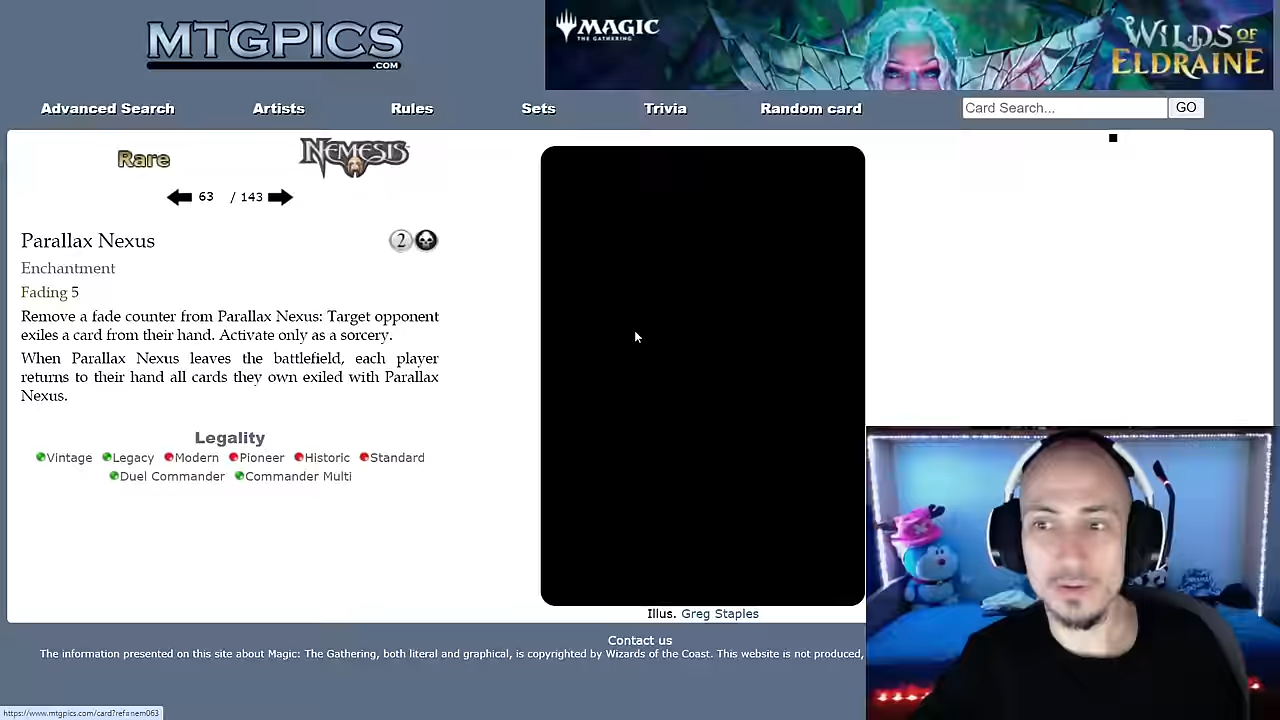 MTGPICS
.COM
MAGIC
THE GATHERING
WILDS OF
ELDRAINE
Advanced Search
Artists
Rules
Sets
Trivia
Random card
Card Search...
GO
Rare
NEMESIS
63 / 143
Parallax Nexus
2
Enchantment
Fading 5
Remove a fade counter from Parallax Nexus: Target opponent
exiles a card from their hand. Activate only as a sorcery.
When Parallax Nexus leaves the battlefield, each player
returns to their hand all cards they own exiled with Parallax
Nexus.
Legality
Vintage Legacy Modern Pioneer Historic Standard
Duel Commander Commander Multi
Illus. Greg Staples
Contact us
The information presented on this site about Magic: The Gathering, both literal and graphical, is copyrighted by Wizards of the Coast. This website is not produced,
https://www.mtgpics.com/card?ref=nem063